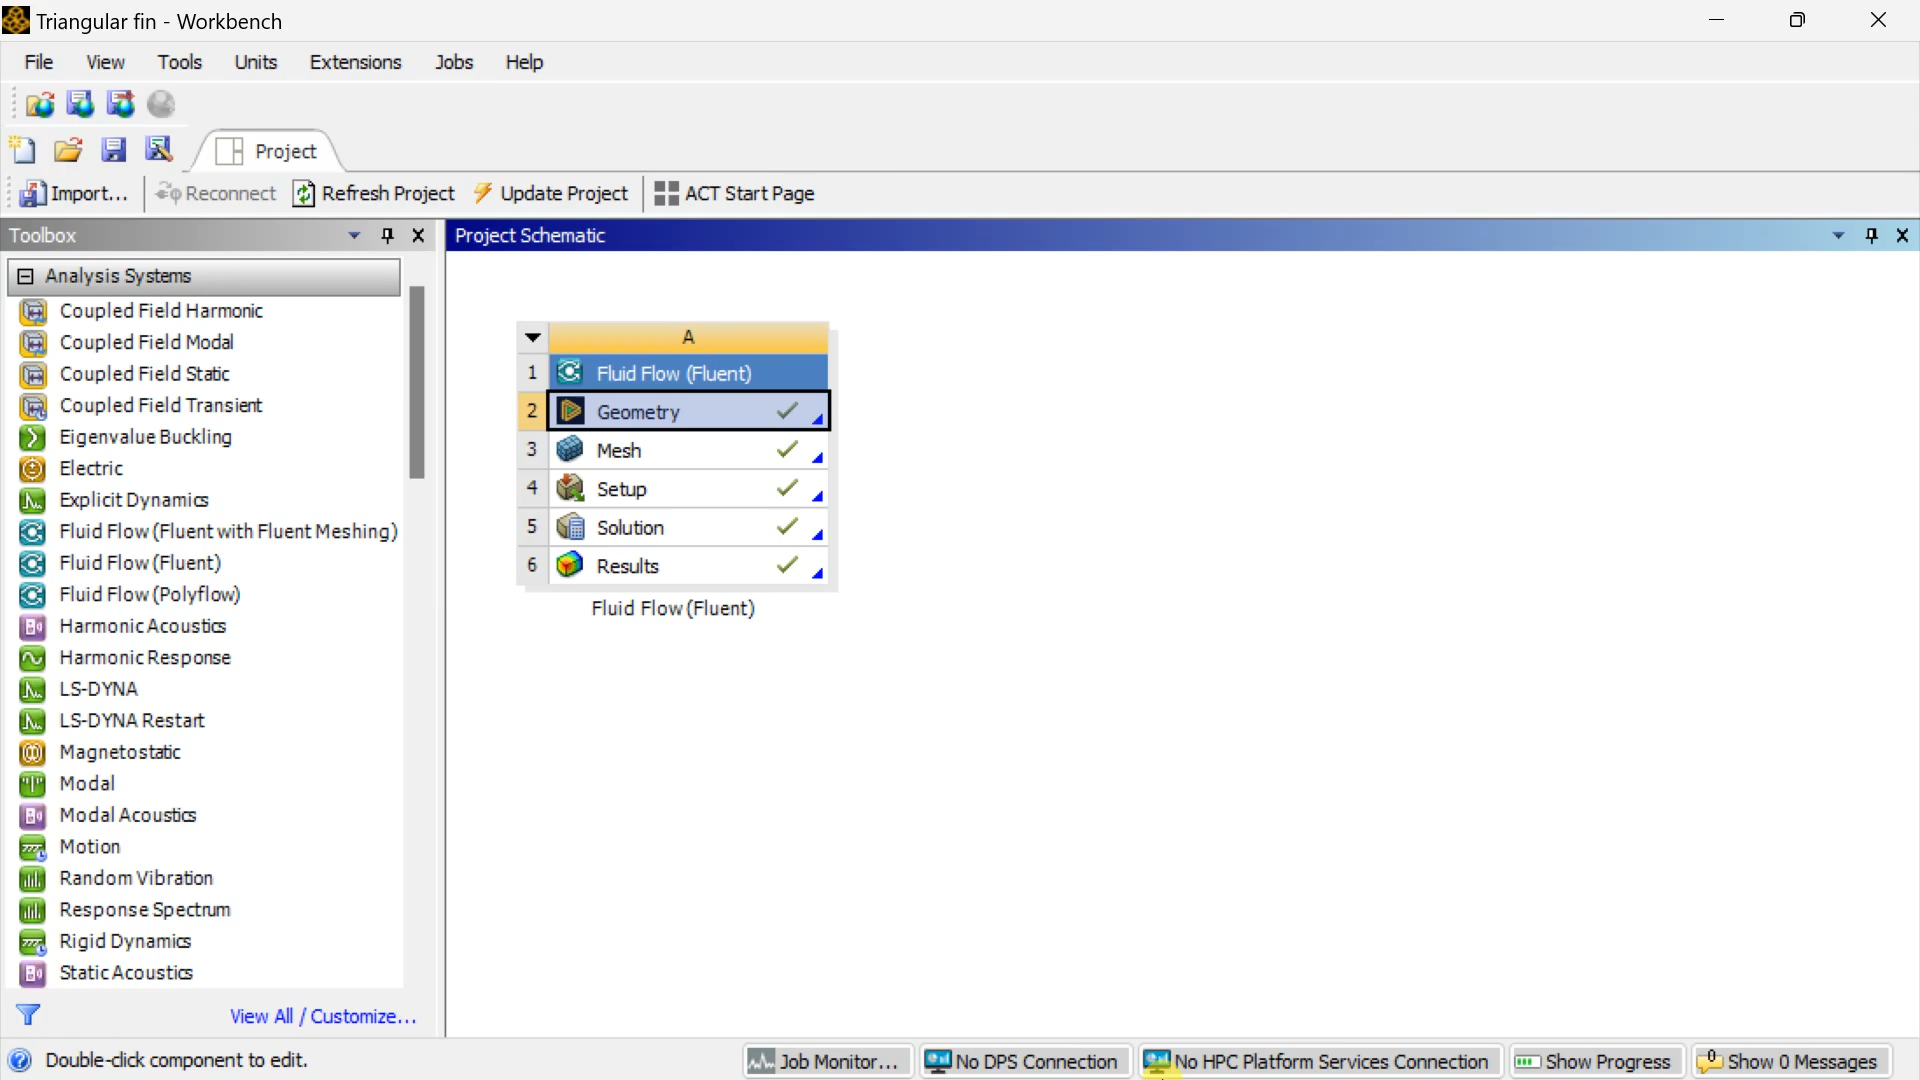 Triangular fin - Workbench
File View Tools Units Extensions Jobs Help
Project
Import... Reconnect Refresh Project Update Project ACT Start Page
Toolbox
Project Schematic
Analysis Systems
Coupled Field Harmonic
Coupled Field Modal
Coupled Field Static
Coupled Field Transient
Eigenvalue Buckling
Electric
Explicit Dynamics
Fluid Flow (Fluent with Fluent Meshing)
Fluid Flow (Fluent)
Fluid Flow (Polyflow)
Harmonic Acoustics
Harmonic Response
LS-DYNA
LS-DYNA Restart
Magnetostatic
Modal
Modal Acoustics
Motion
Random Vibration
Response Spectrum
Rigid Dynamics
Static Acoustics
View All / Customize...
A
1 Fluid Flow (Fluent)
2 Geometry
3 Mesh
4 Setup
5 Solution
6 Results
Fluid Flow (Fluent)
Double-click component to edit.
Job Monitor... No DPS Connection No HPC Platform Services Connection Show Progress Show 0 Messages